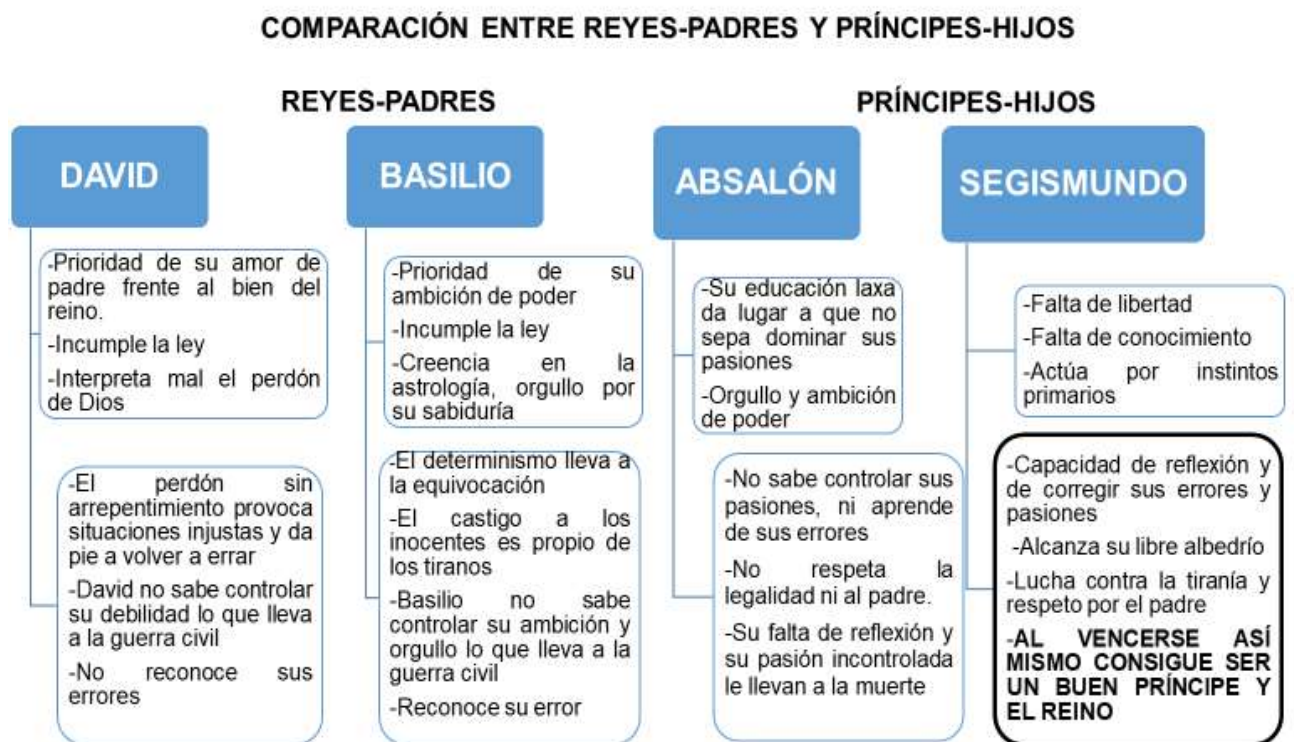 COMPARACIÓN ENTRE REYES-PADRES Y PRÍNCIPES-HIJOS
REYES-PADRES
PRÍNCIPES-HIJOS
DAVID
-Prioridad de su amor de
padre frente al bien del
reino.
-Incumple la ley
-Interpreta mal el perdón
de Dios
-El perdón sin
arrepentimiento provoca
situaciones injustas y da
pie a volver a errar
-David no sabe controlar
su debilidad lo que lleva
a la guerra civil
-No reconoce sus
errores
BASILIO
-Prioridad de su
ambición de poder
-Incumple la ley
-Creencia en la
astrología, orgullo por
su sabiduría
-El determinismo lleva a
la equivocación
-El castigo a los
inocentes es propio de
los tiranos
-Basilio no sabe
controlar su ambición y
orgullo lo que lleva a la
guerra civil
-Reconoce su error
ABSALÓN
-Su educación laxa
da lugar a que no
sepa dominar sus
pasiones
-Orgullo y ambición
de poder
-No sabe controlar sus
pasiones, ni aprende
de sus errores
-No respeta la
legalidad ni al padre.
-Su falta de reflexión y
su pasión incontrolada
le llevan a la muerte
SEGISMUNDO
-Falta de libertad
-Falta de conocimiento
-Actúa por instintos
primarios
-Capacidad de reflexión y
de corregir sus errores y
pasiones
-Alcanza su libre albedrío
-Lucha contra la tiranía y
respeto por el padre
-AL VENCERSE ASÍ
MISMO CONSIGUE SER
UN BUEN PRÍNCIPE Y
EL REINO